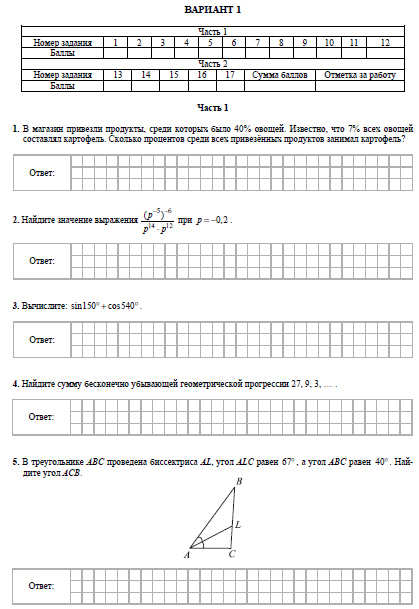 ВАРИАНТ 1
Часть 1
Номер задания 1 2 3 4 5 6 7 8 9 10 11 12
Баллы
Часть 2
Номер задания 13 14 15 16 17 Сумма баллов Отметка за работу
Баллы
Часть 1
1. В магазин привезли продукты, среди которых было 40% овощей. Известно, что 7% всех овощей
составлял картофель. Сколько процентов среди всех привезённых продуктов занимал картофель?
Ответ:
2. Найдите значение выражения (p⁻⁵)⁻⁶ / p¹⁴ · p¹² при p = –0,2 .
Ответ:
3. Вычислите: sin150° + cos540° .
Ответ:
4. Найдите сумму бесконечно убывающей геометрической прогрессии 27, 9, 3, … .
Ответ:
5. В треугольнике ABC проведена биссектриса AL, угол ALC равен 67° , а угол ABC равен 40° . Най-
дите угол ACB.
B
L
A C
Ответ: